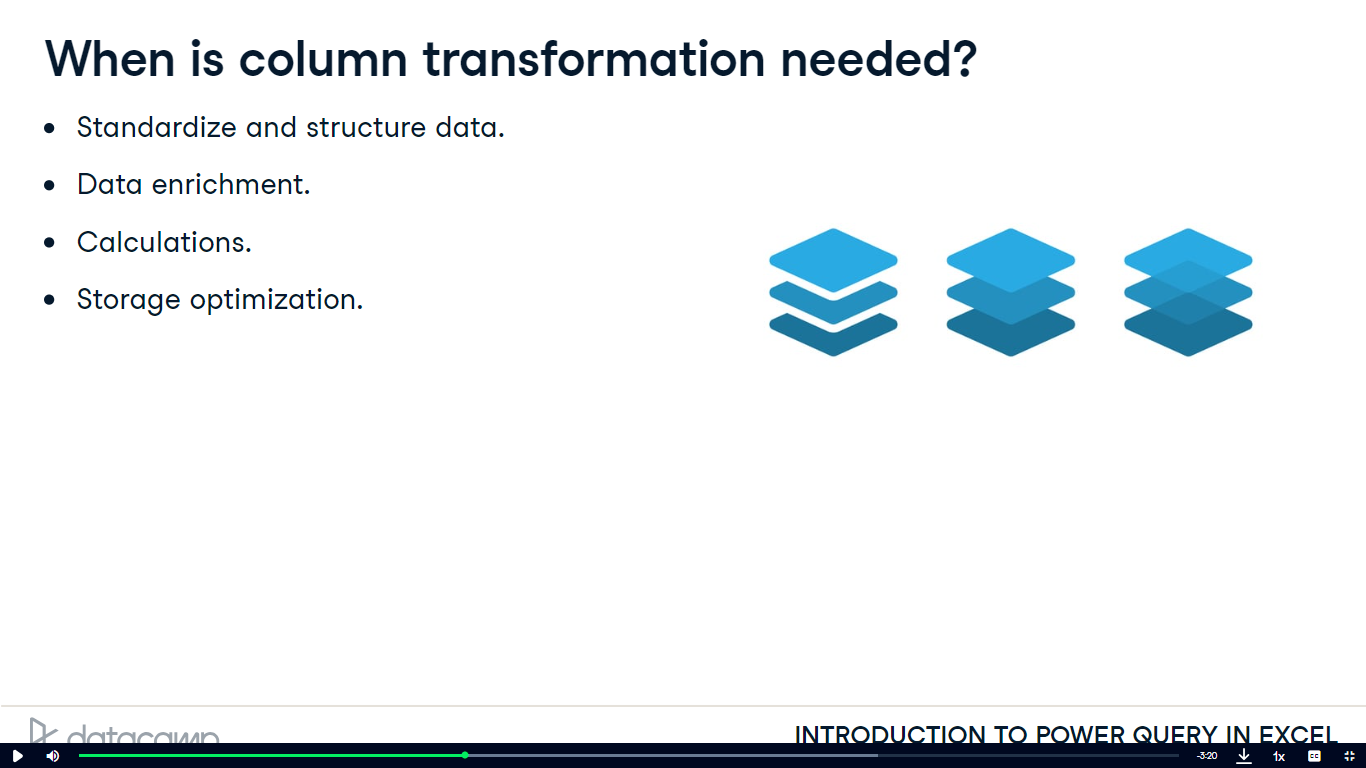 When is column transformation needed?
• Standardize and structure data.
• Data enrichment.
• Calculations.
• Storage optimization.
datacamp
INTRODUCTION TO POWER QUERY IN EXCEL
-3:20
1x
CC